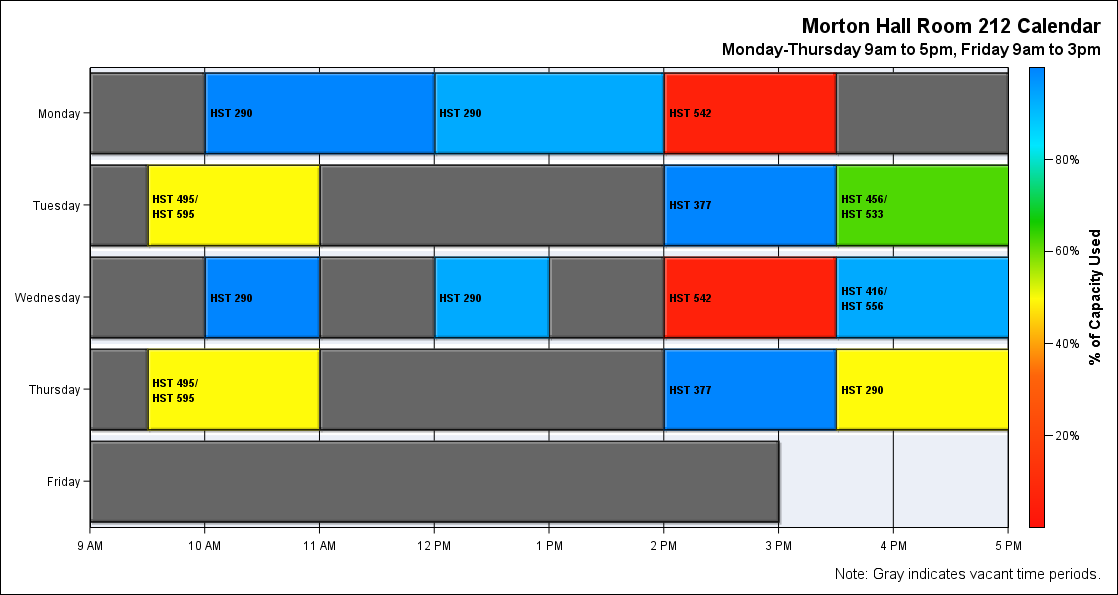 Morton Hall Room 212 Calendar
Monday-Thursday 9am to 5pm, Friday 9am to 3pm
Monday
HST 290
HST 290
HST 542
Tuesday
HST 495/
HST 595
HST 377
HST 456/
HST 533
Wednesday
HST 290
HST 290
HST 542
HST 416/
HST 556
Thursday
HST 495/
HST 595
HST 377
HST 290
Friday
9 AM
10 AM
11 AM
12 PM
1 PM
2 PM
3 PM
4 PM
5 PM
80%
60%
40%
20%
% of Capacity Used
Note: Gray indicates vacant time periods.